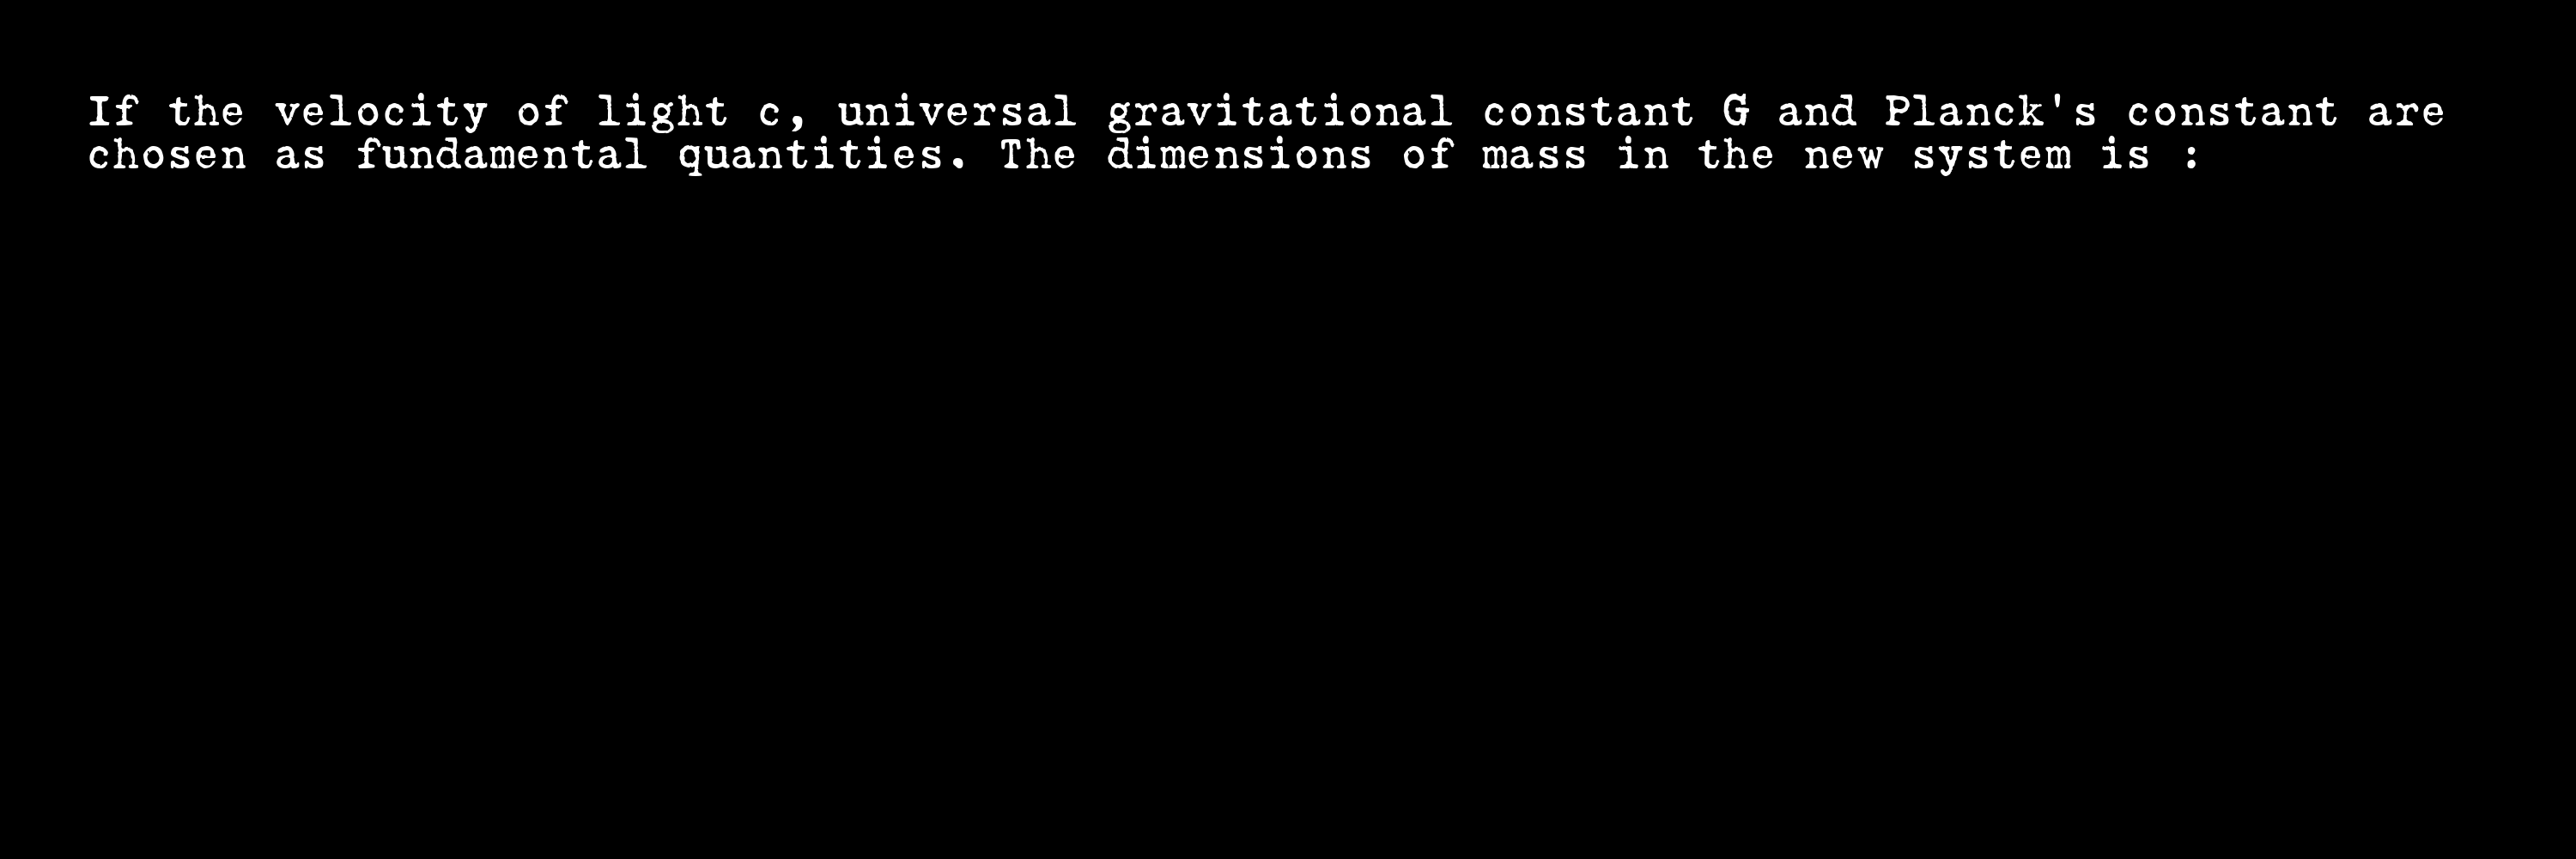 If the velocity of light c, universal gravitational constant G and Planck's constant are
chosen as fundamental quantities. The dimensions of mass in the new system is :